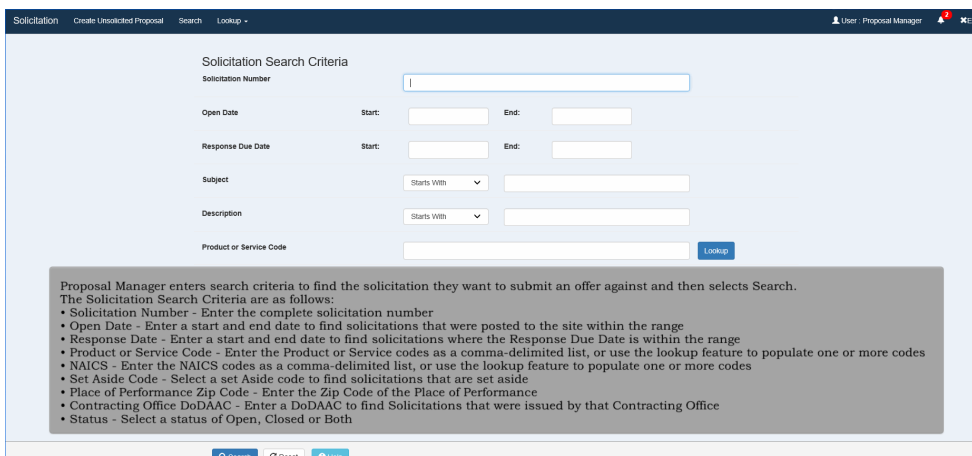 Solicitation Create Unsolicited Proposal Search Lookup User : Proposal Manager 2
Solicitation Search Criteria
Solicitation Number
Open Date Start: End:
Response Due Date Start: End:
Subject Starts With
Description Starts With
Product or Service Code Lookup
Proposal Manager enters search criteria to find the solicitation they want to submit an offer against and then selects Search.
The Solicitation Search Criteria are as follows:
• Solicitation Number - Enter the complete solicitation number
• Open Date - Enter a start and end date to find solicitations that were posted to the site within the range
• Response Date - Enter a start and end date to find solicitations where the Response Due Date is within the range
• Product or Service Code - Enter the Product or Service codes as a comma-delimited list, or use the lookup feature to populate one or more codes
• NAICS - Enter the NAICS codes as a comma-delimited list, or use the lookup feature to populate one or more codes
• Set Aside Code - Select a set Aside code to find solicitations that are set aside
• Place of Performance Zip Code - Enter the Zip Code of the Place of Performance
• Contracting Office DoDAAC - Enter a DoDAAC to find Solicitations that were issued by that Contracting Office
• Status - Select a status of Open, Closed or Both